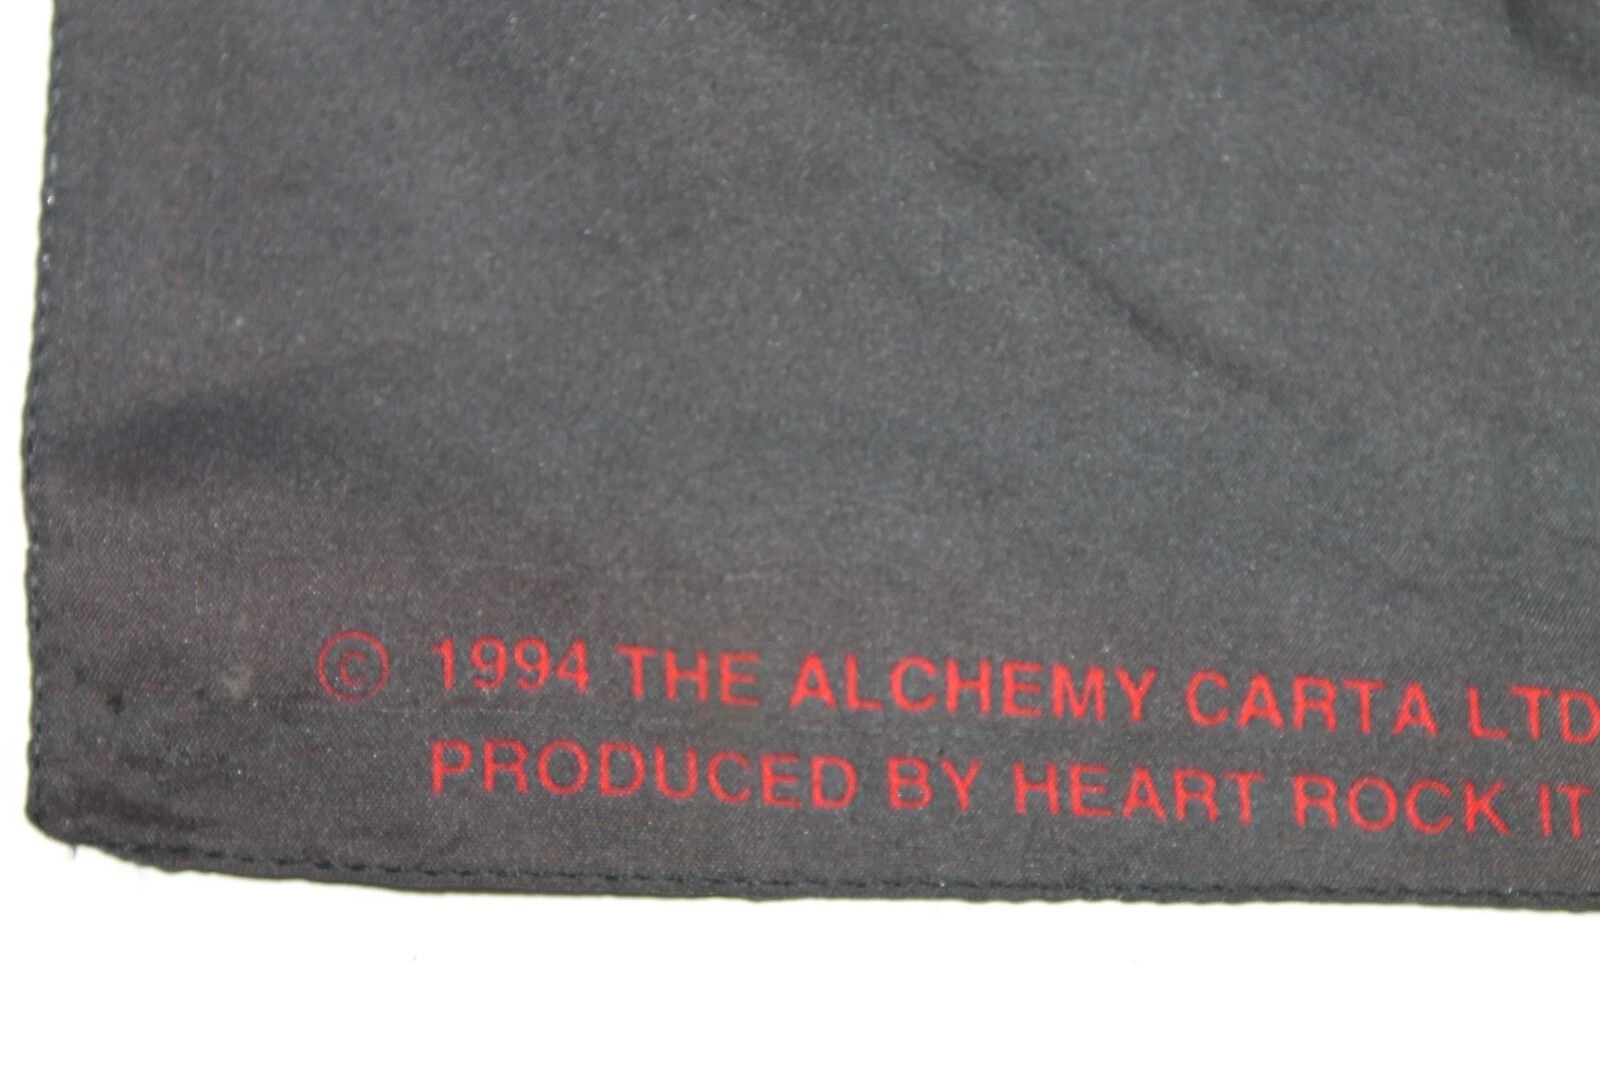 © 1994 THE ALCHEMY CARTA LTD
PRODUCED BY HEART ROCK IT